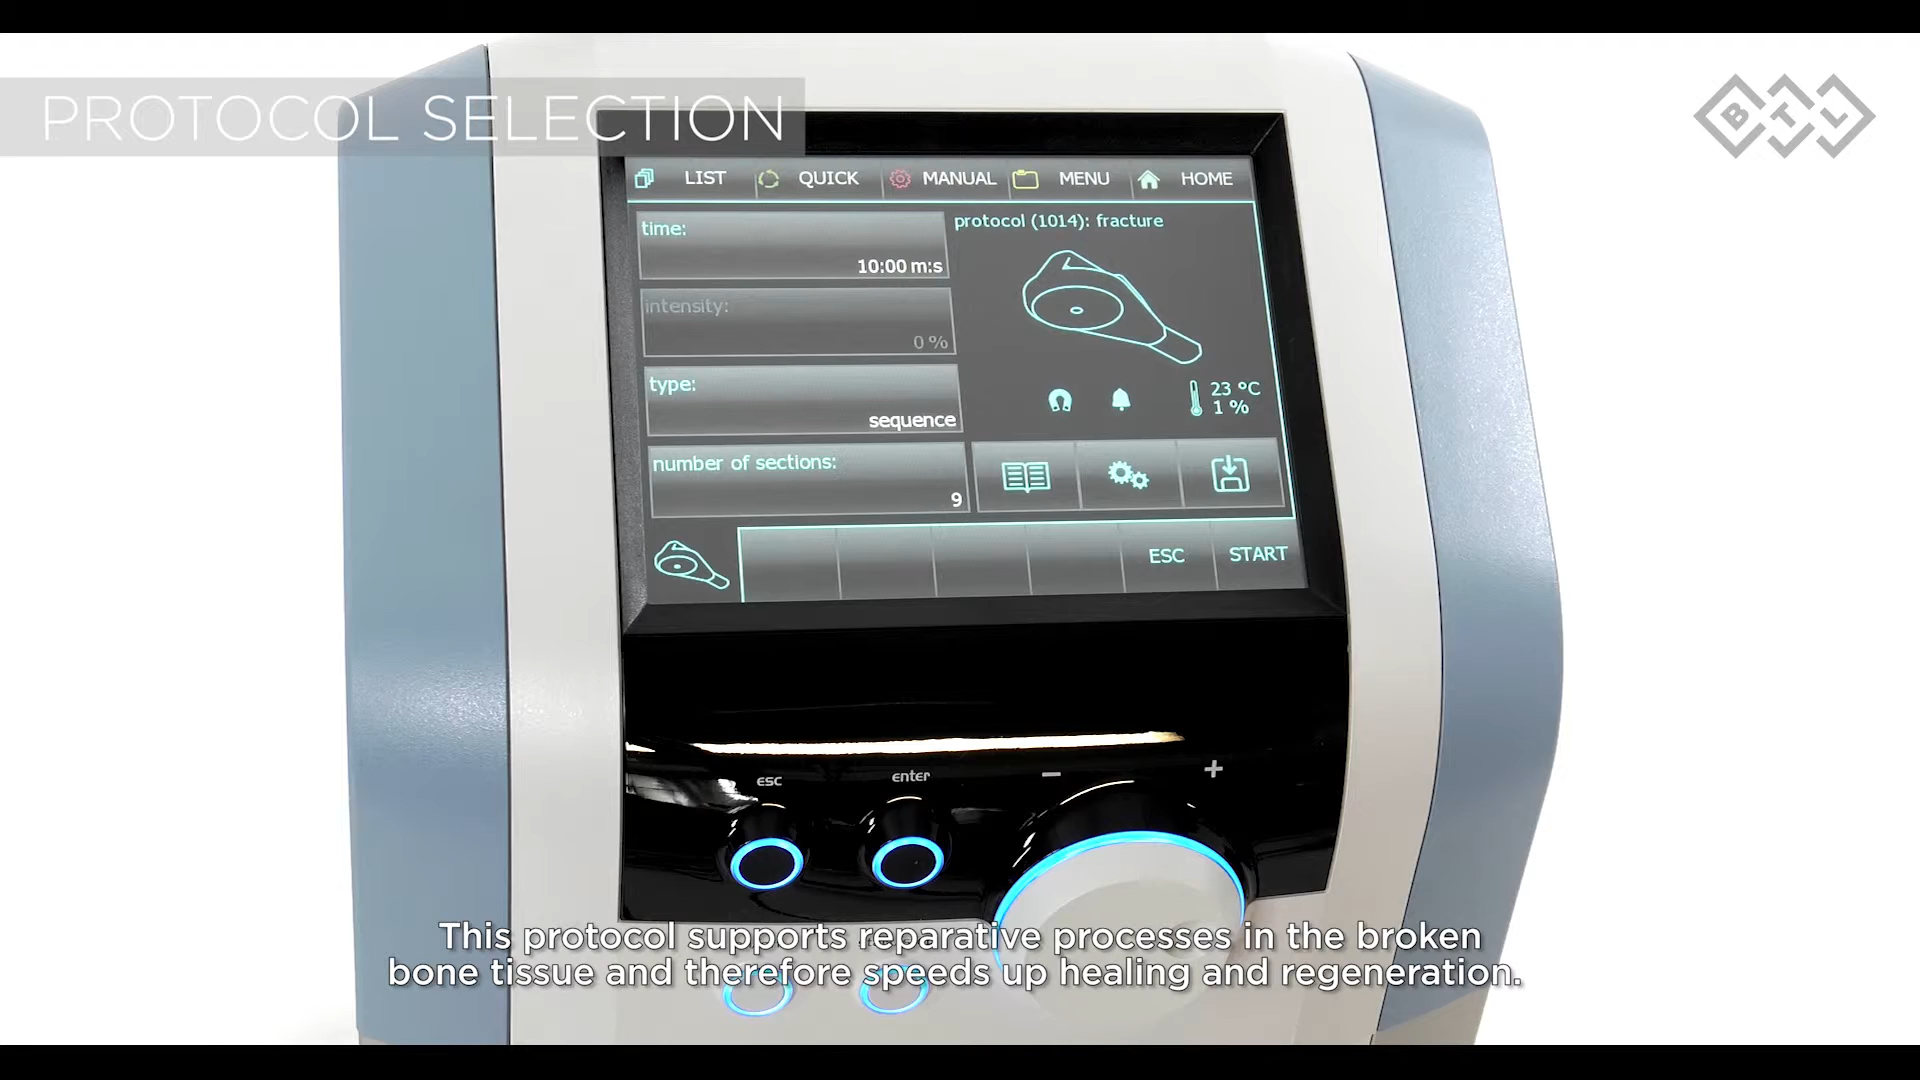 PROTOCOL SELECTION
BTL
LIST QUICK MANUAL MENU HOME
time:
10:00 m:s
protocol (1014): fracture
intensity:
0 %
type:
sequence
23 °C
1 %
number of sections:
9
ESC START
esc enter − +
This protocol supports reparative processes in the broken
bone tissue and therefore speeds up healing and regeneration.